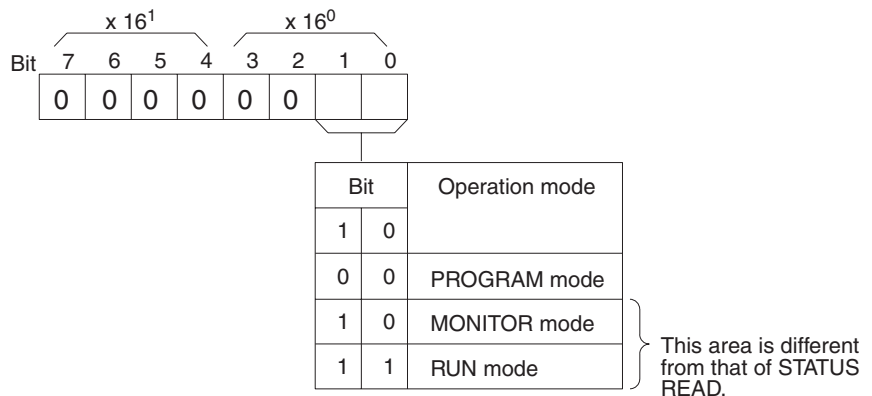 x 16¹ x 16⁰
Bit 7 6 5 4 3 2 1 0
0 0 0 0 0 0
Bit Operation mode
1 0
0 0 PROGRAM mode
1 0 MONITOR mode
1 1 RUN mode
This area is different
from that of STATUS
READ.